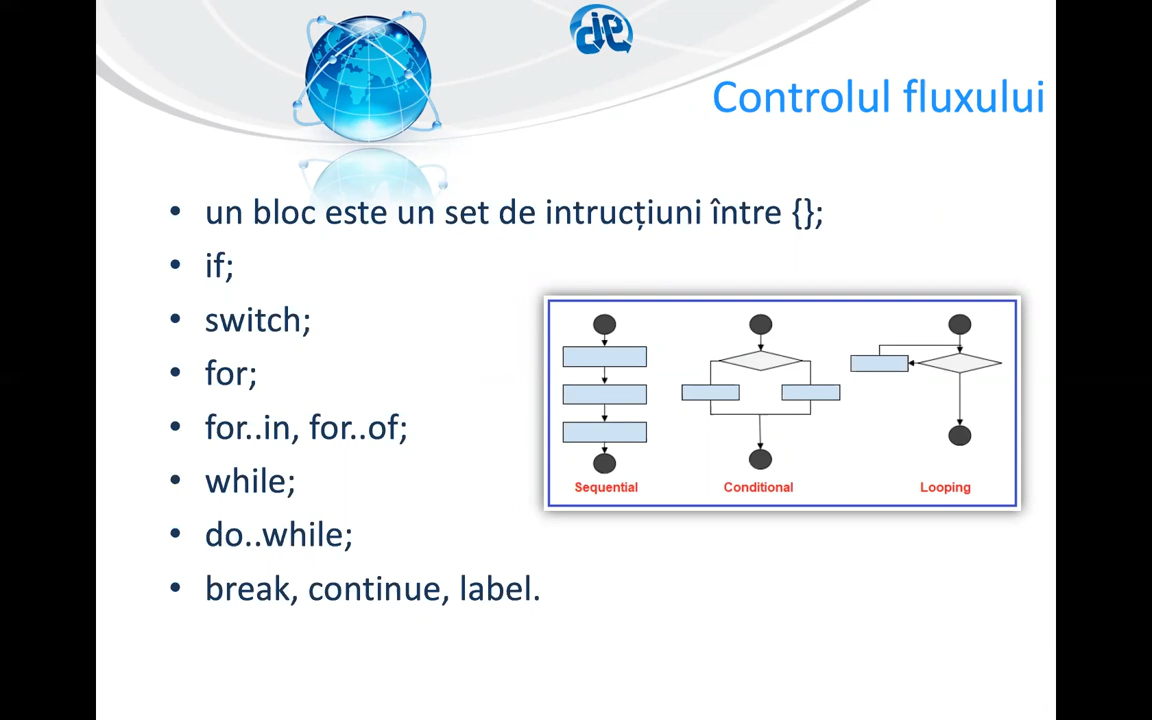 Controlul fluxului
• un bloc este un set de intrucțiuni între {};
• if;
• switch;
• for;
• for..in, for..of;
• while;
• do..while;
• break, continue, label.
Sequential
Conditional
Looping